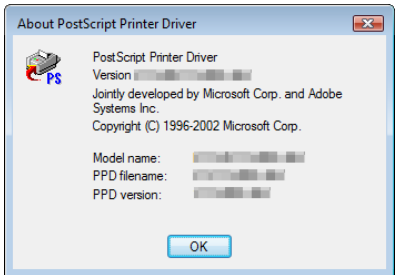 About PostScript Printer Driver
PS
PostScript Printer Driver
Version
Jointly developed by Microsoft Corp. and Adobe
Systems Inc.
Copyright (C) 1996-2002 Microsoft Corp.
Model name:
PPD filename:
PPD version:
OK